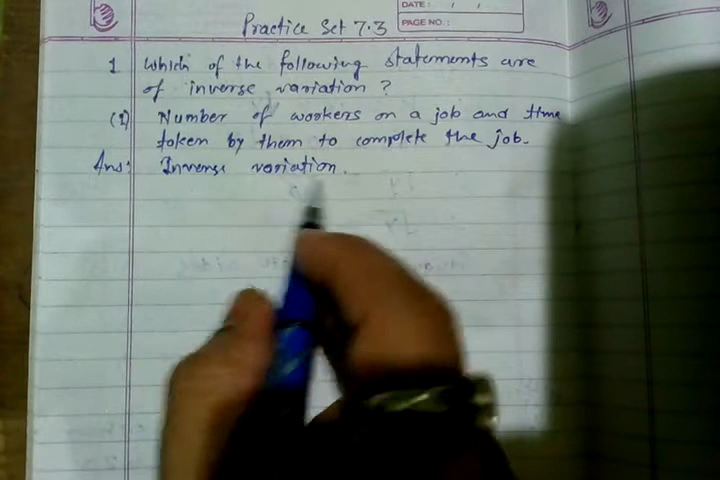 DATE: / /
PAGE NO.:
Practice Set 7.3
1 Which of the following statements are
of inverse variation ?
(1) Number of workers on a job and time
taken by them to complete the job.
Ans: Inverse variation.